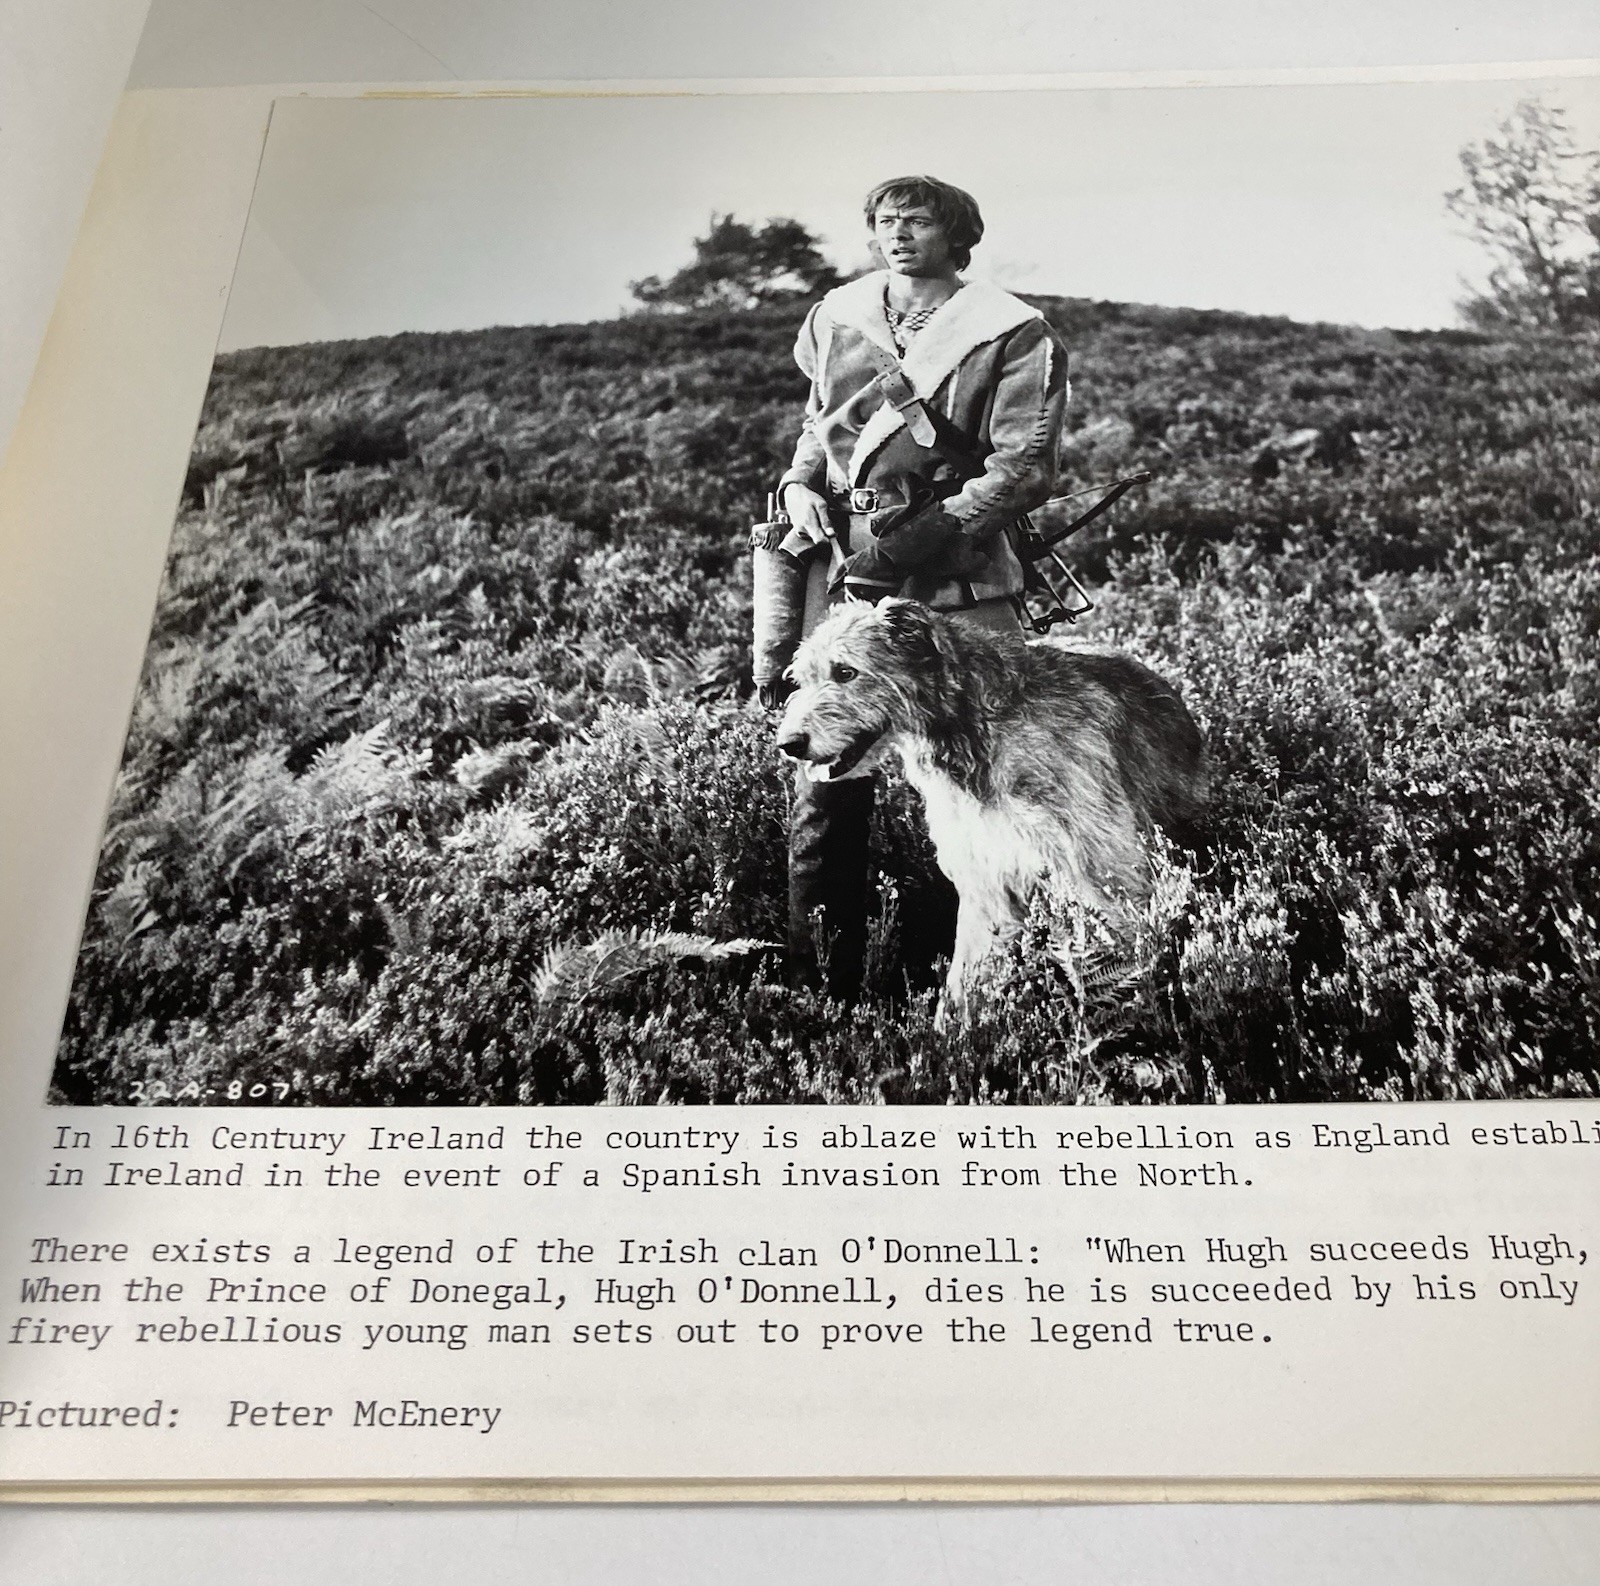 22A-807
In 16th Century Ireland the country is ablaze with rebellion as England establi
in Ireland in the event of a Spanish invasion from the North.
There exists a legend of the Irish clan O'Donnell: "When Hugh succeeds Hugh,
When the Prince of Donegal, Hugh O'Donnell, dies he is succeeded by his only
firey rebellious young man sets out to prove the legend true.
Pictured: Peter McEnery